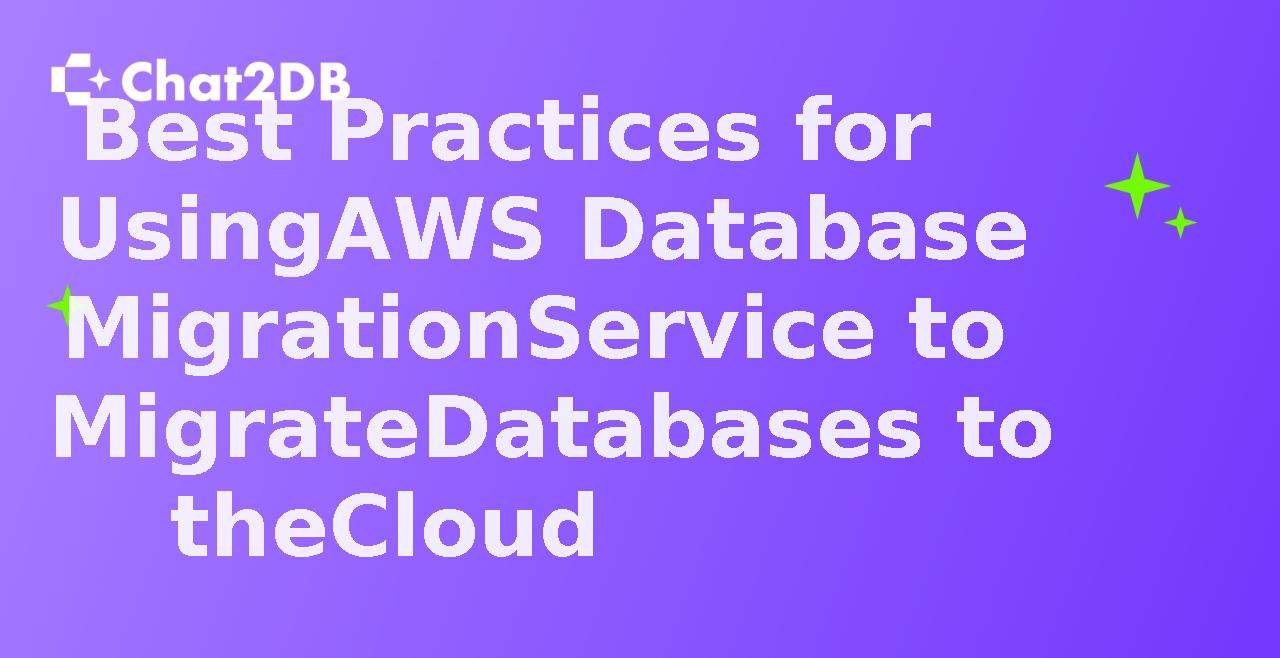 Chat2DB
Best Practices for
UsingAWS Database
MigrationService to
MigrateDatabases to
theCloud